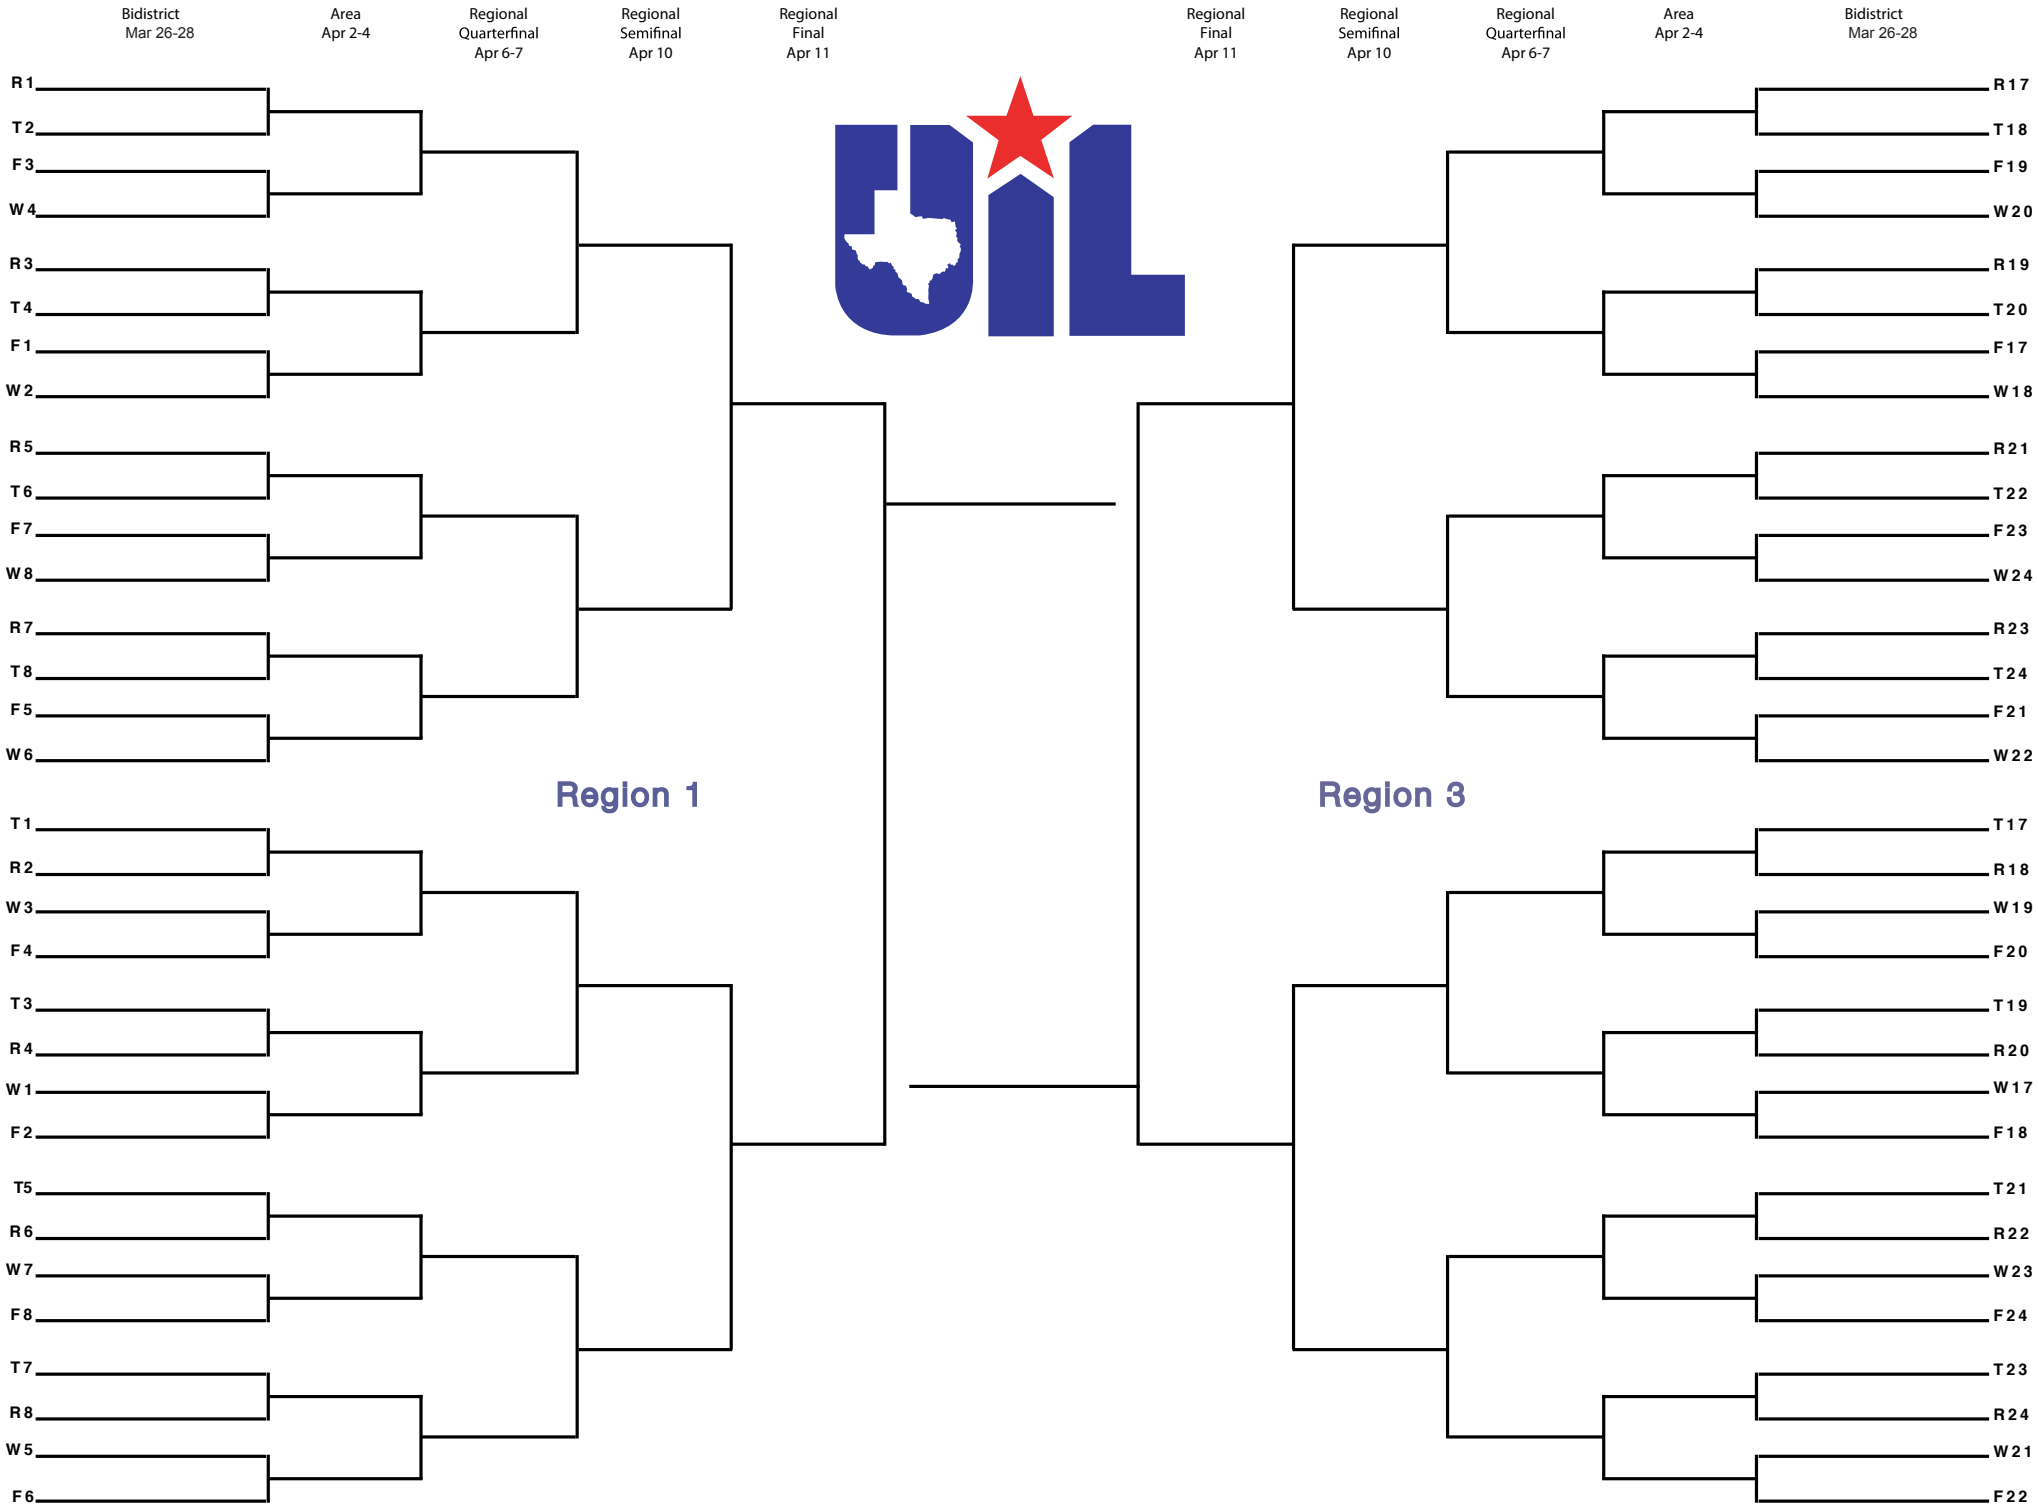 Bidistrict
Mar 26-28
Area
Apr 2-4
Regional
Quarterfinal
Apr 6-7
Regional
Semifinal
Apr 10
Regional
Final
Apr 11
Regional
Final
Apr 11
Regional
Semifinal
Apr 10
Regional
Quarterfinal
Apr 6-7
Area
Apr 2-4
Bidistrict
Mar 26-28
UIL
R1
T2
F3
W4
R3
T4
F1
W2
R5
T6
F7
W8
R7
T8
F5
W6
Region 1
T1
R2
W3
F4
T3
R4
W1
F2
T5
R6
W7
F8
T7
R8
W5
F6
R17
T18
F19
W20
R19
T20
F17
W18
R21
T22
F23
W24
R23
T24
F21
W22
Region 3
T17
R18
W19
F20
T19
R20
W17
F18
T21
R22
W23
F24
T23
R24
W21
F22